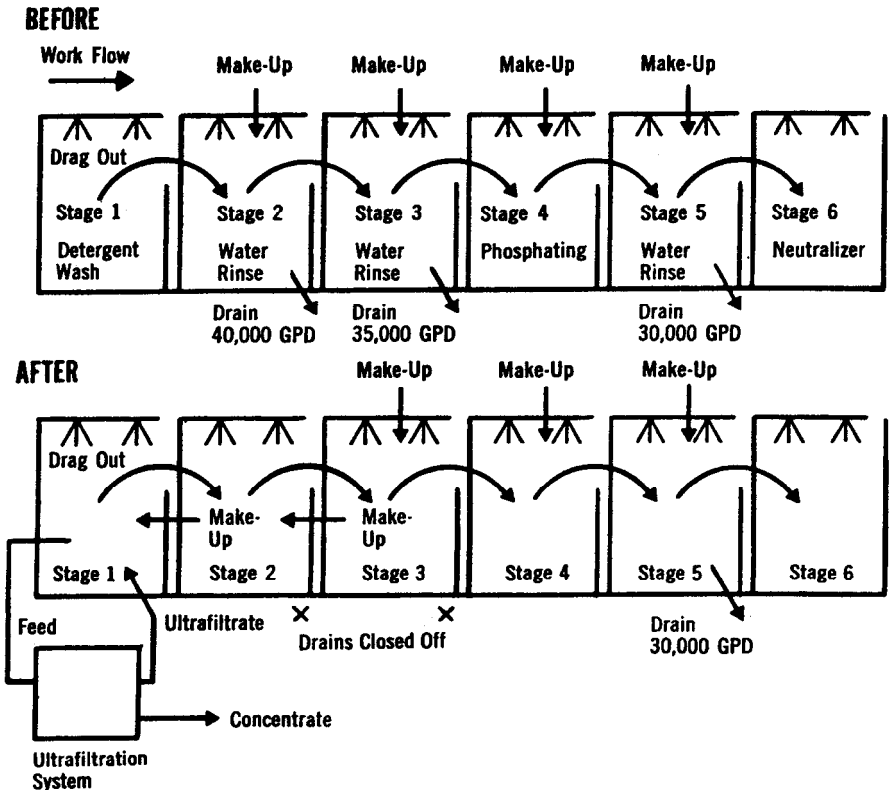 BEFORE
Work Flow
Make-Up
Make-Up
Make-Up
Make-Up
Drag Out
Stage 1
Detergent
Wash
Stage 2
Water
Rinse
Stage 3
Water
Rinse
Stage 4
Phosphating
Stage 5
Water
Rinse
Stage 6
Neutralizer
Drain
40,000 GPD
Drain
35,000 GPD
Drain
30,000 GPD
AFTER
Make-Up
Make-Up
Make-Up
Drag Out
Make-
Up
Make-
Up
Stage 1
Stage 2
Stage 3
Stage 4
Stage 5
Stage 6
Feed
Ultrafiltrate
× ×
Drains Closed Off
Drain
30,000 GPD
Concentrate
Ultrafiltration
System